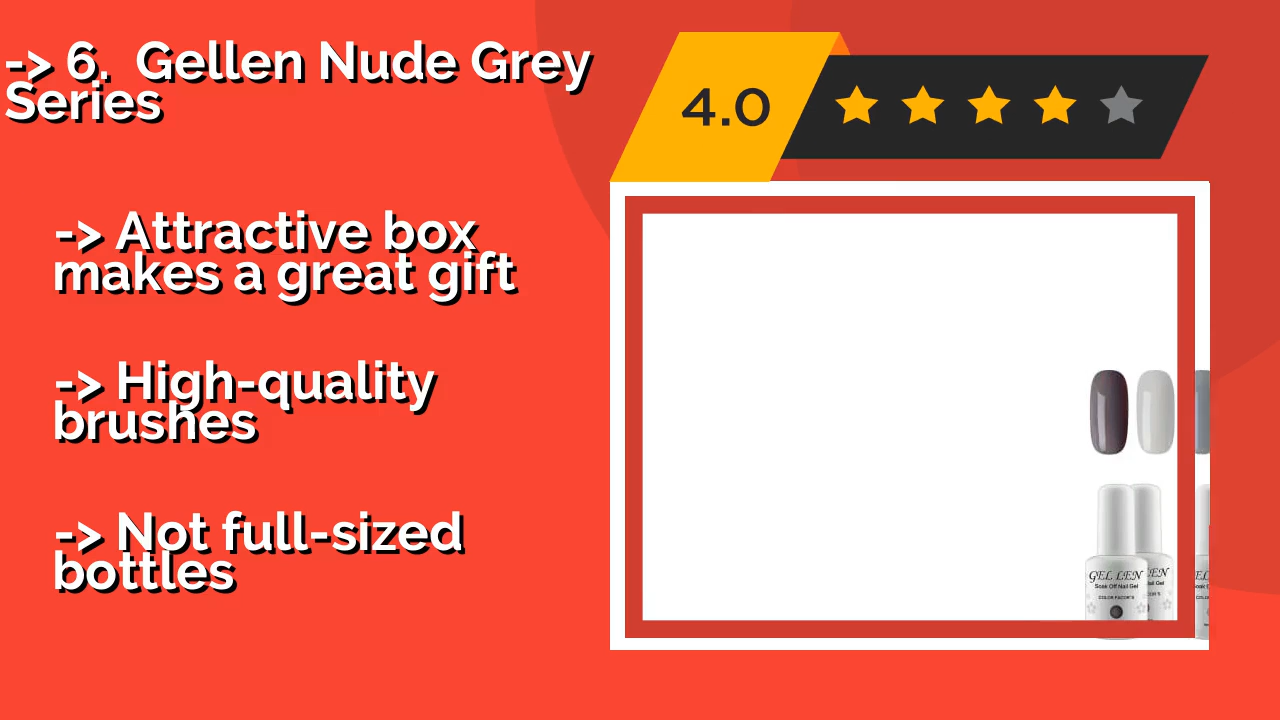 -> 6.  Gellen Nude Grey
Series
4.0
-> Attractive box
makes a great gift
-> High-quality
brushes
-> Not full-sized
bottles
GEL LEN
Soak Off Nail Gel